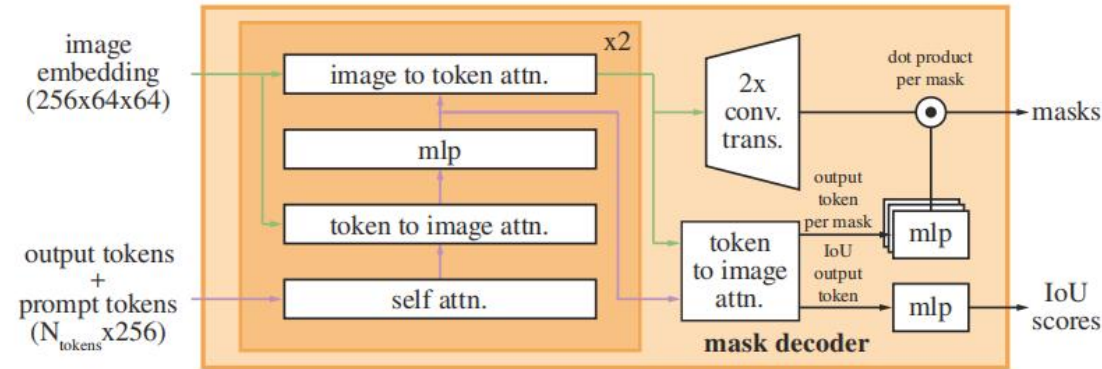 image
embedding
(256x64x64)
output tokens
+
prompt tokens
(N_tokens x256)
x2
image to token attn.
mlp
token to image attn.
self attn.
2x
conv.
trans.
dot product
per mask
masks
output
token
per mask
mlp
token
to image
attn.
IoU
output
token
mlp
IoU
scores
mask decoder